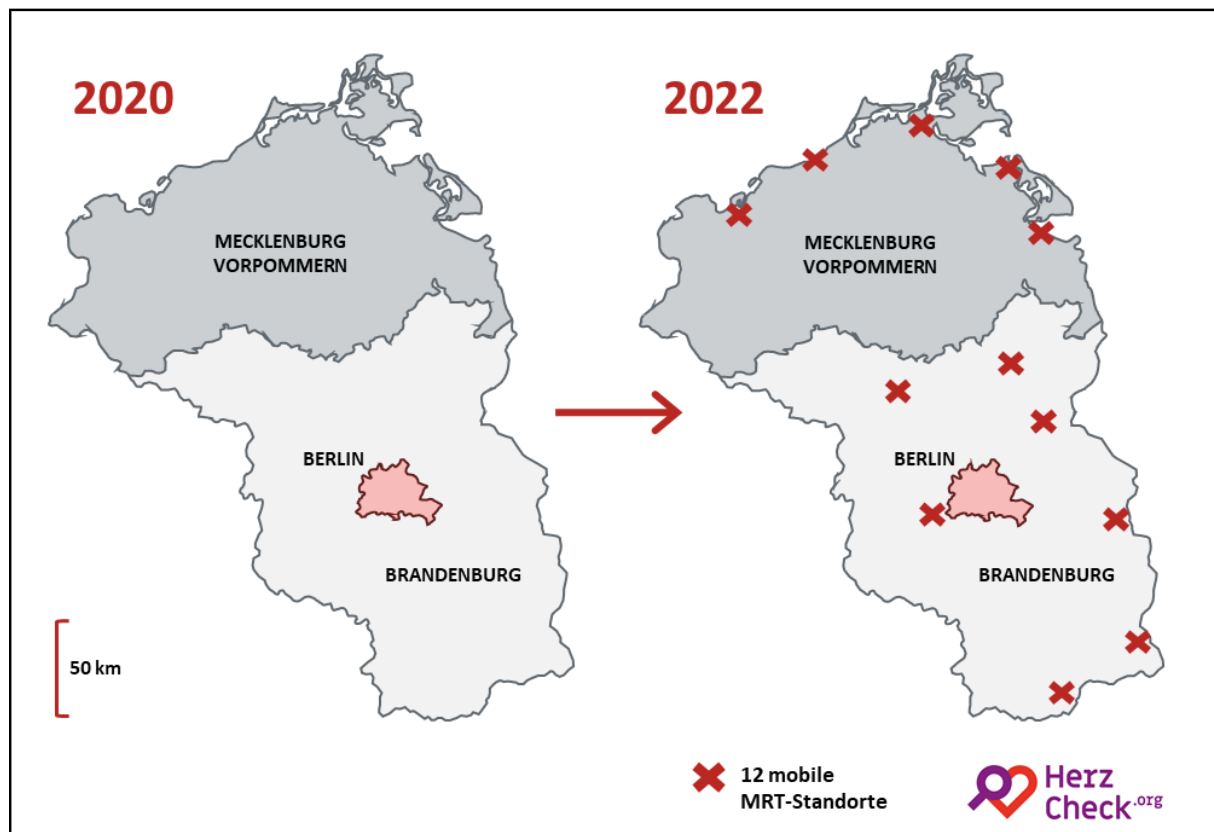 2020
2022
MECKLENBURG
VORPOMMERN
MECKLENBURG
VORPOMMERN
BERLIN
BERLIN
BRANDENBURG
BRANDENBURG
50 km
12 mobile
MRT-Standorte
Herz
Check.org